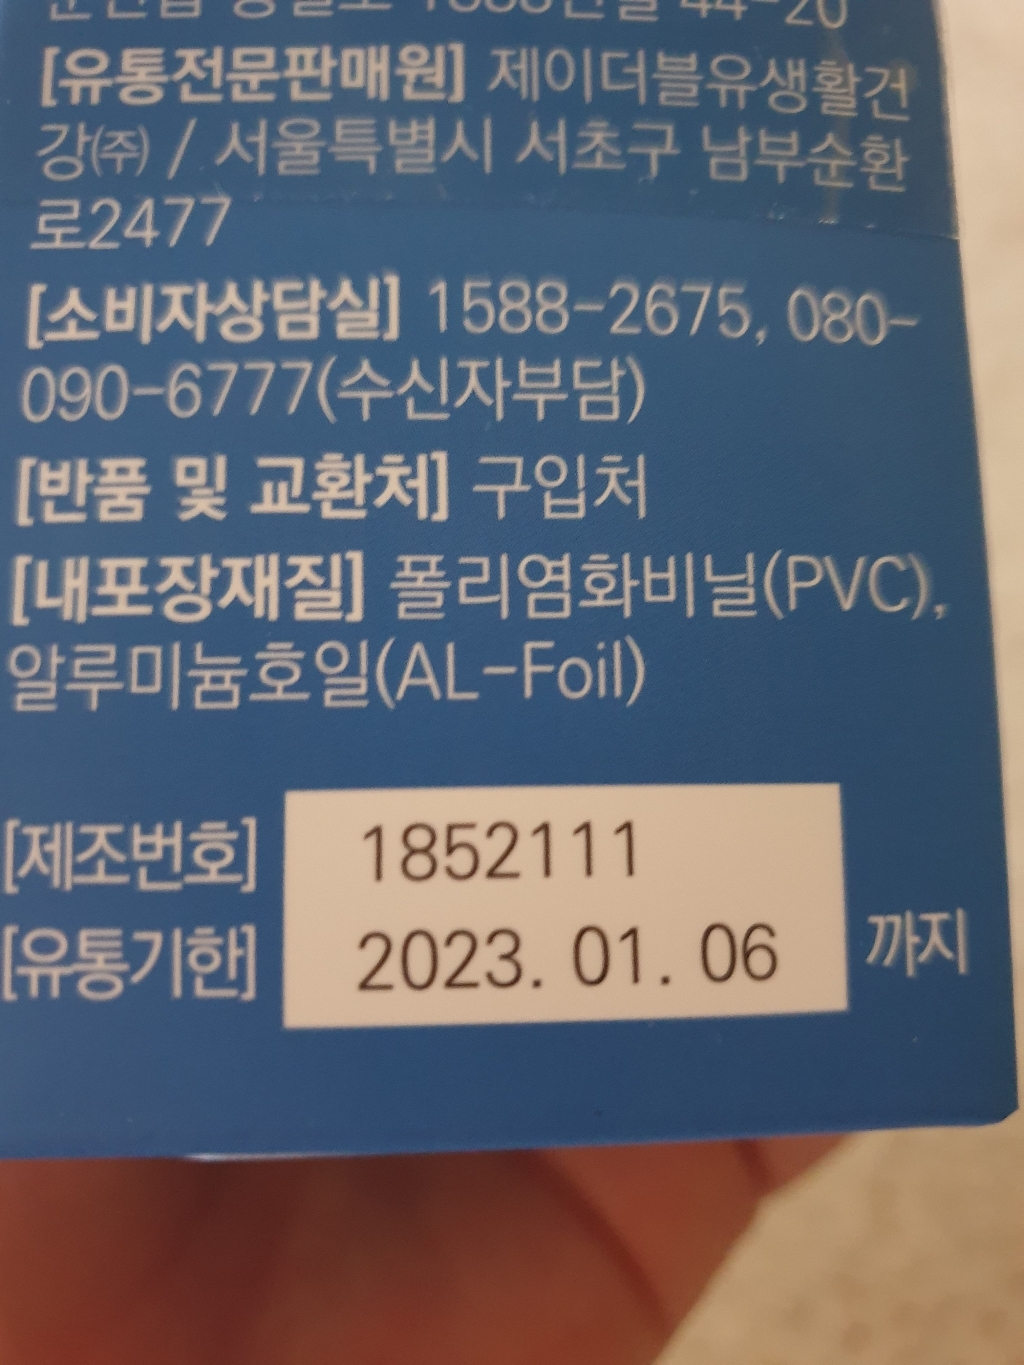 44-20
[유통전문판매원] 제이더블유생활건
강(주) / 서울특별시 서초구 남부순환
로2477
[소비자상담실] 1588-2675, 080-
090-6777(수신자부담)
[반품 및 교환처] 구입처
[내포장재질] 폴리염화비닐(PVC),
알루미늄호일(AL-Foil)
[제조번호] 1852111
[유통기한] 2023. 01. 06 까지